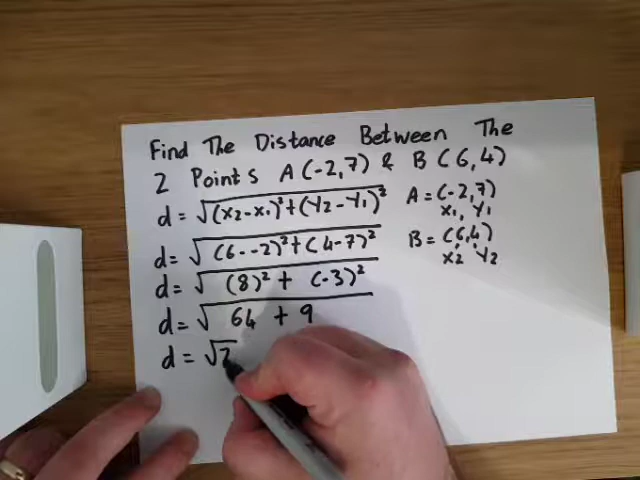 Find The Distance Between The
2 Points A(-2,7) & B(6,4)
d = √(x2-x1)²+(Y2-Y1)²
A = (-2,7)
x1, Y1
d = √(6--2)²+(4-7)²
B = (6,4)
x2 Y2
d = √(8)² + (-3)²
d = √64 + 9
d = √7